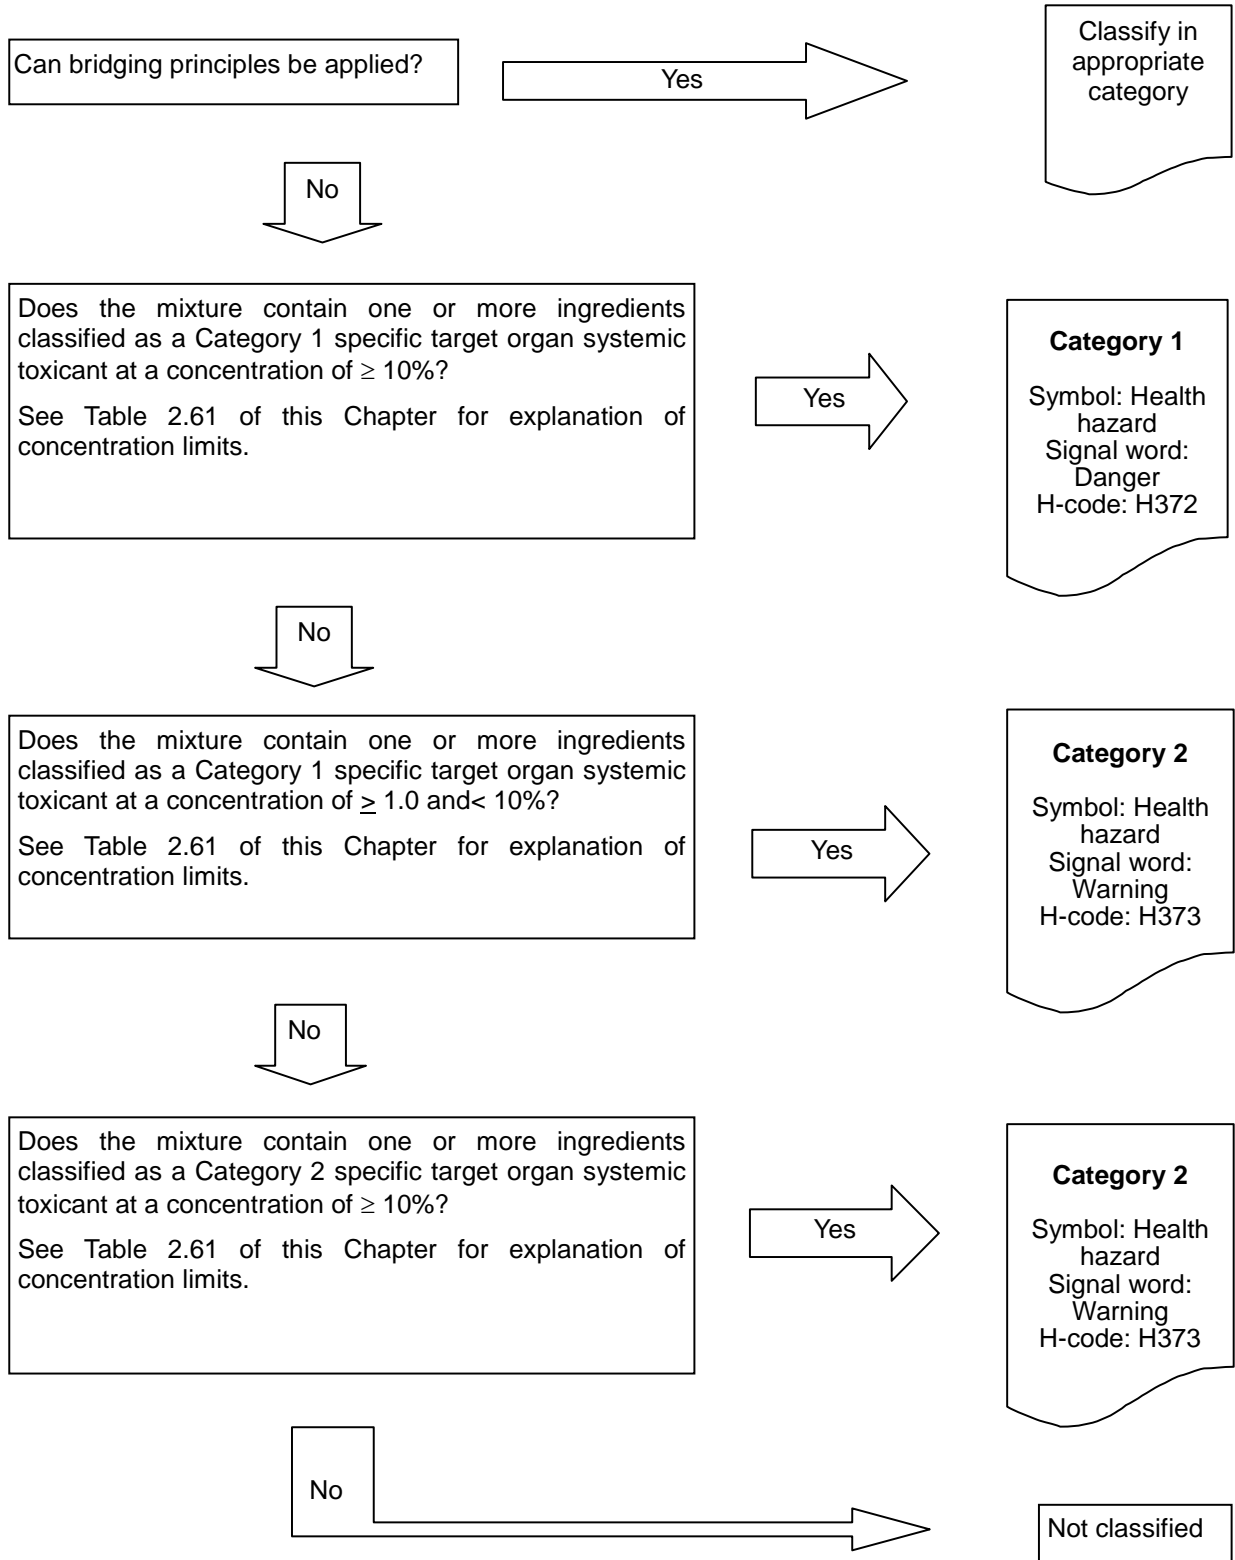 Can bridging principles be applied?
Yes
Classify in
appropriate
category
No
Does the mixture contain one or more ingredients
classified as a Category 1 specific target organ systemic
toxicant at a concentration of ≥ 10%?
See Table 2.61 of this Chapter for explanation of
concentration limits.
Yes
Category 1
Symbol: Health
hazard
Signal word:
Danger
H-code: H372
No
Does the mixture contain one or more ingredients
classified as a Category 1 specific target organ systemic
toxicant at a concentration of ≥ 1.0 and< 10%?
See Table 2.61 of this Chapter for explanation of
concentration limits.
Yes
Category 2
Symbol: Health
hazard
Signal word:
Warning
H-code: H373
No
Does the mixture contain one or more ingredients
classified as a Category 2 specific target organ systemic
toxicant at a concentration of ≥ 10%?
See Table 2.61 of this Chapter for explanation of
concentration limits.
Yes
Category 2
Symbol: Health
hazard
Signal word:
Warning
H-code: H373
No
Not classified